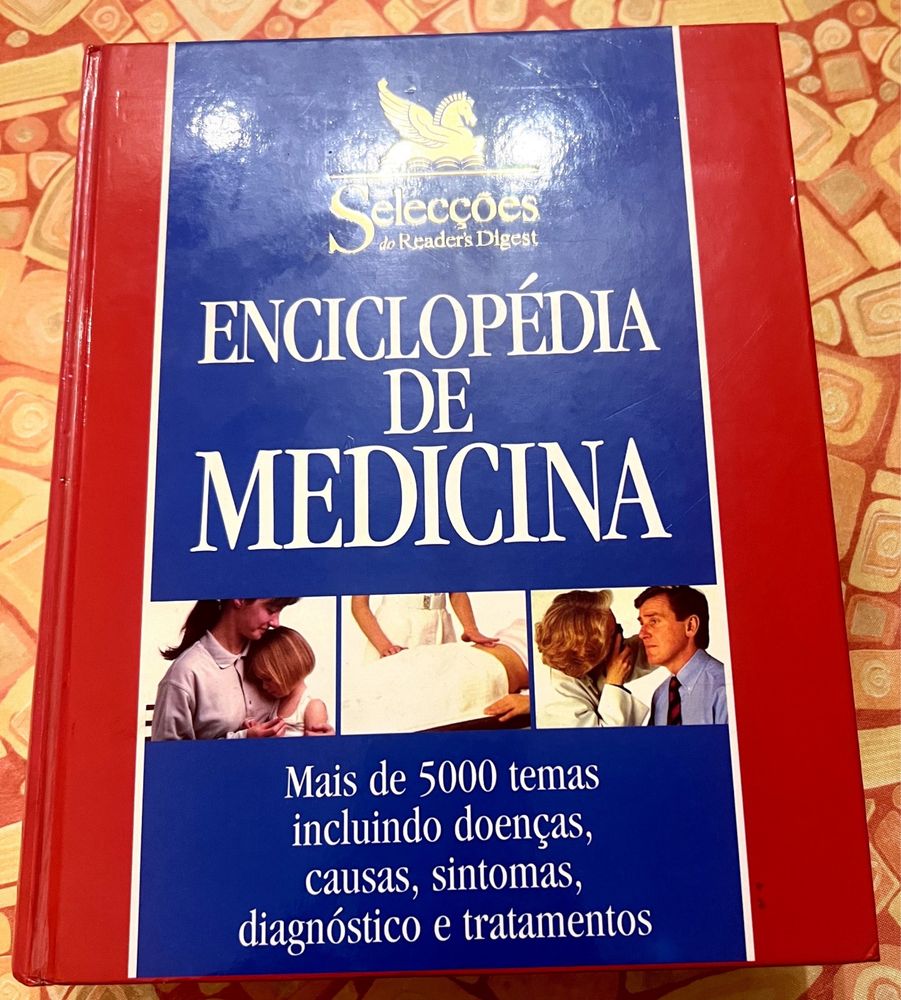 Selecções
do Reader's Digest
ENCICLOPÉDIA
DE
MEDICINA
Mais de 5000 temas
incluindo doenças,
causas, sintomas,
diagnóstico e tratamentos